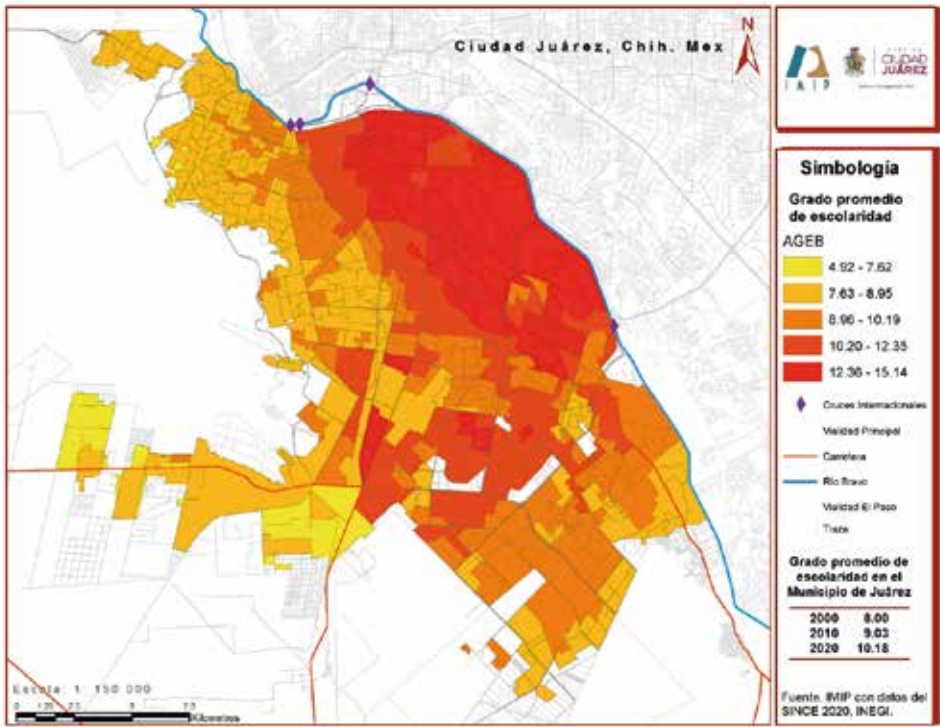 Ciudad Juárez, Chih. Mex
N
IMIP
CIUDAD
JUÁREZ
Simbología
Grado promedio
de escolaridad
AGEB
4.92 - 7.62
7.63 - 8.95
8.96 - 10.19
10.20 - 12.35
12.36 - 15.14
Cruces Internacionales
Vialidad Principal
Carretera
Río Bravo
Vialidad El Paso
Traza
Grado promedio de
escolaridad en el
Municipio de Juárez
2000 8.00
2010 9.03
2020 10.18
Fuente. IMIP con datos del
SINCE 2020, INEGI.
Escala: 1 : 150 000
Kilometros